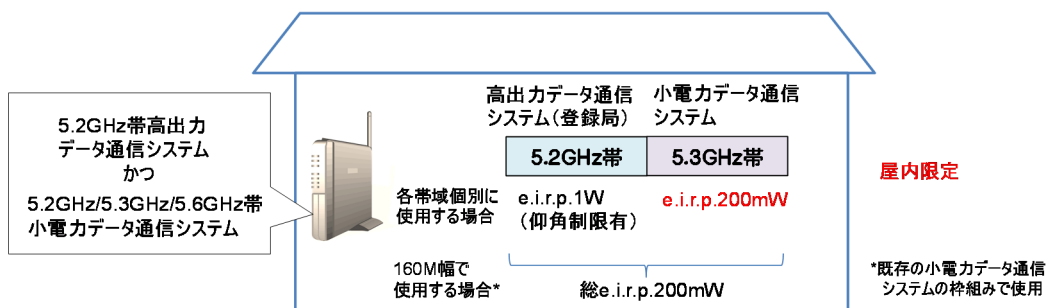 5.2GHz帯高出力
データ通信システム
かつ
5.2GHz/5.3GHz/5.6GHz帯
小電力データ通信システム
高出力データ通信
システム(登録局)
小電力データ通信
システム
5.2GHz帯
5.3GHz帯
各帯域個別に
使用する場合
e.i.r.p.1W
(仰角制限有)
e.i.r.p.200mW
屋内限定
160M幅で
使用する場合*
総e.i.r.p.200mW
*既存の小電力データ通信
システムの枠組みで使用